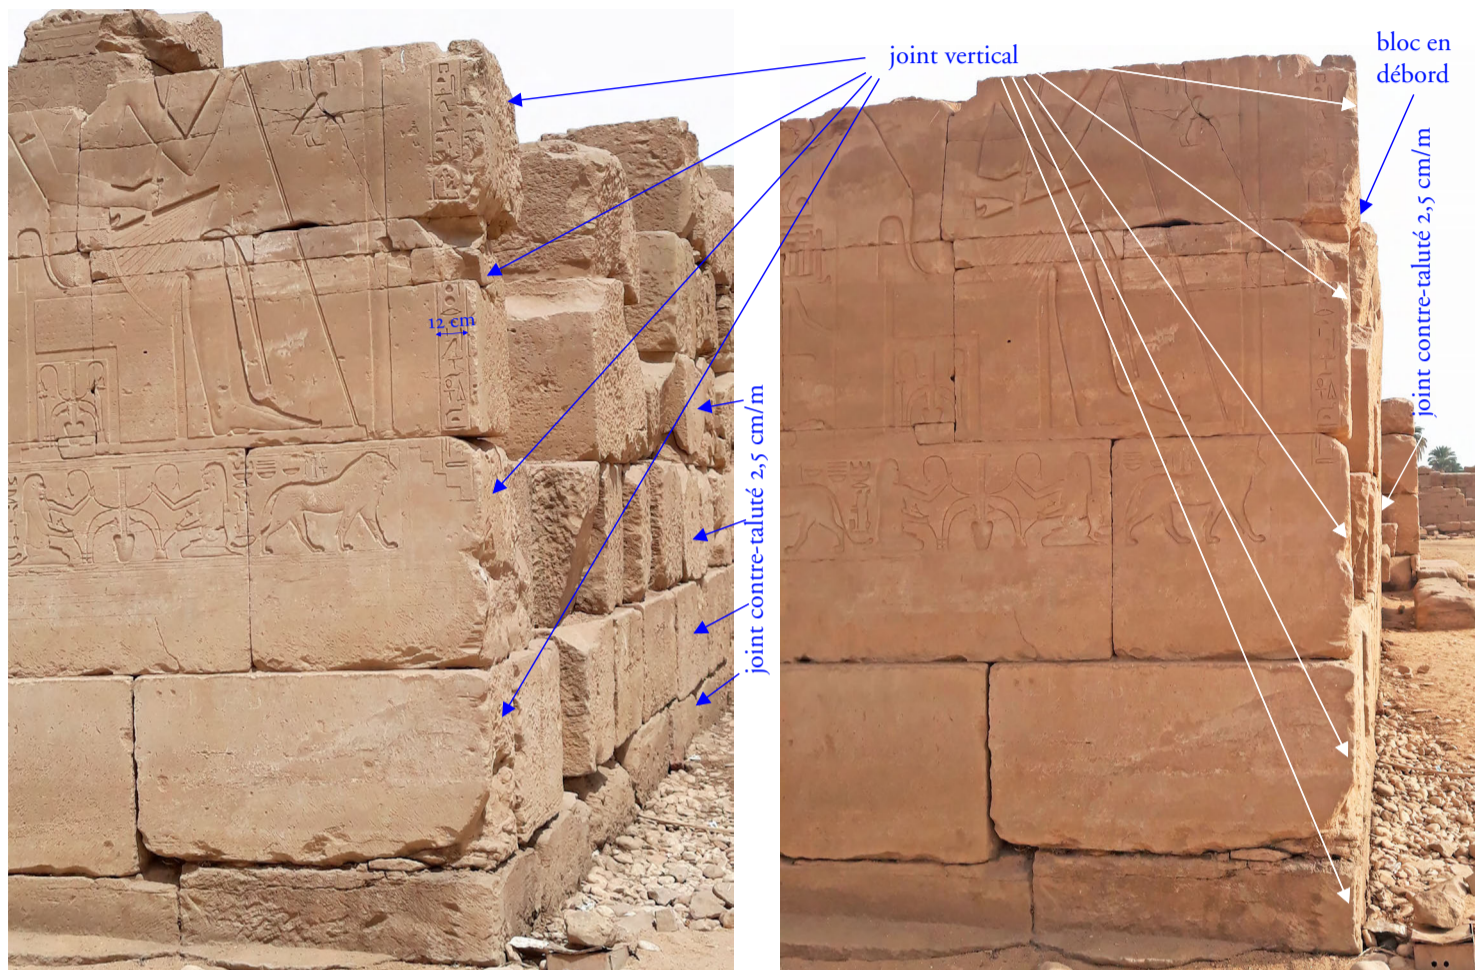 joint vertical
bloc en
débord
joint contre-taluté 2,5 cm/m
12 cm
joint contre-taluté 2,5 cm/m